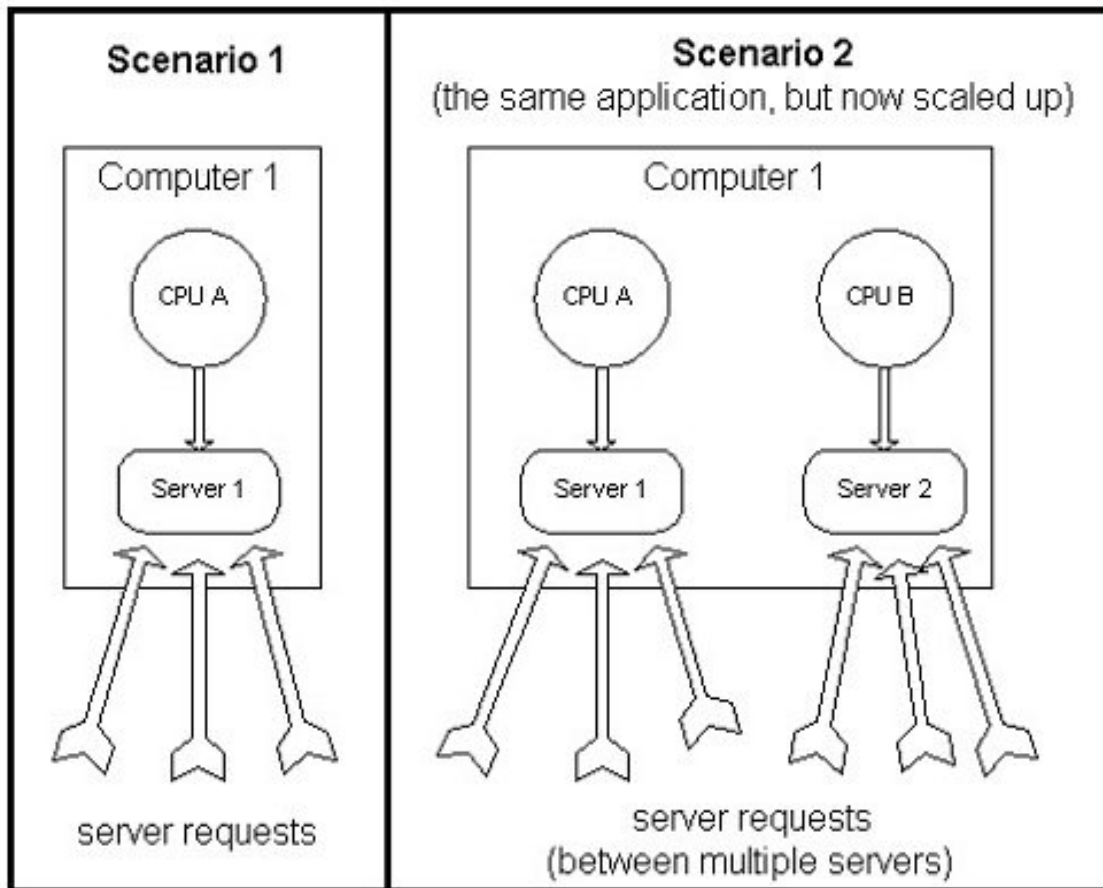 Scenario 1
Computer 1
CPU A
Server 1
server requests
Scenario 2
(the same application, but now scaled up)
Computer 1
CPU A
CPU B
Server 1
Server 2
server requests
(between multiple servers)